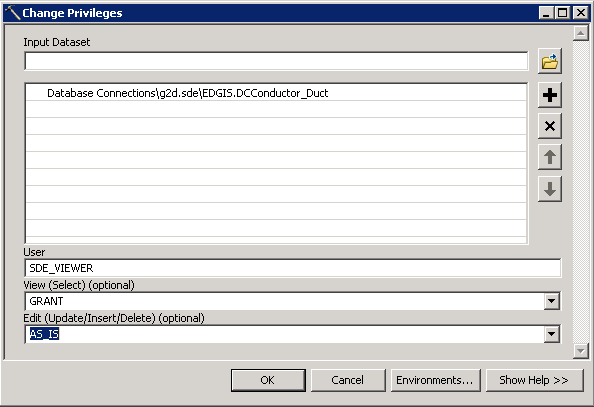 Change Privileges
Input Dataset
Database Connections\g2d.sde\EDGIS.DCConductor_Duct
User
SDE_VIEWER
View (Select) (optional)
GRANT
Edit (Update/Insert/Delete) (optional)
AS_IS
OK
Cancel
Environments...
Show Help >>